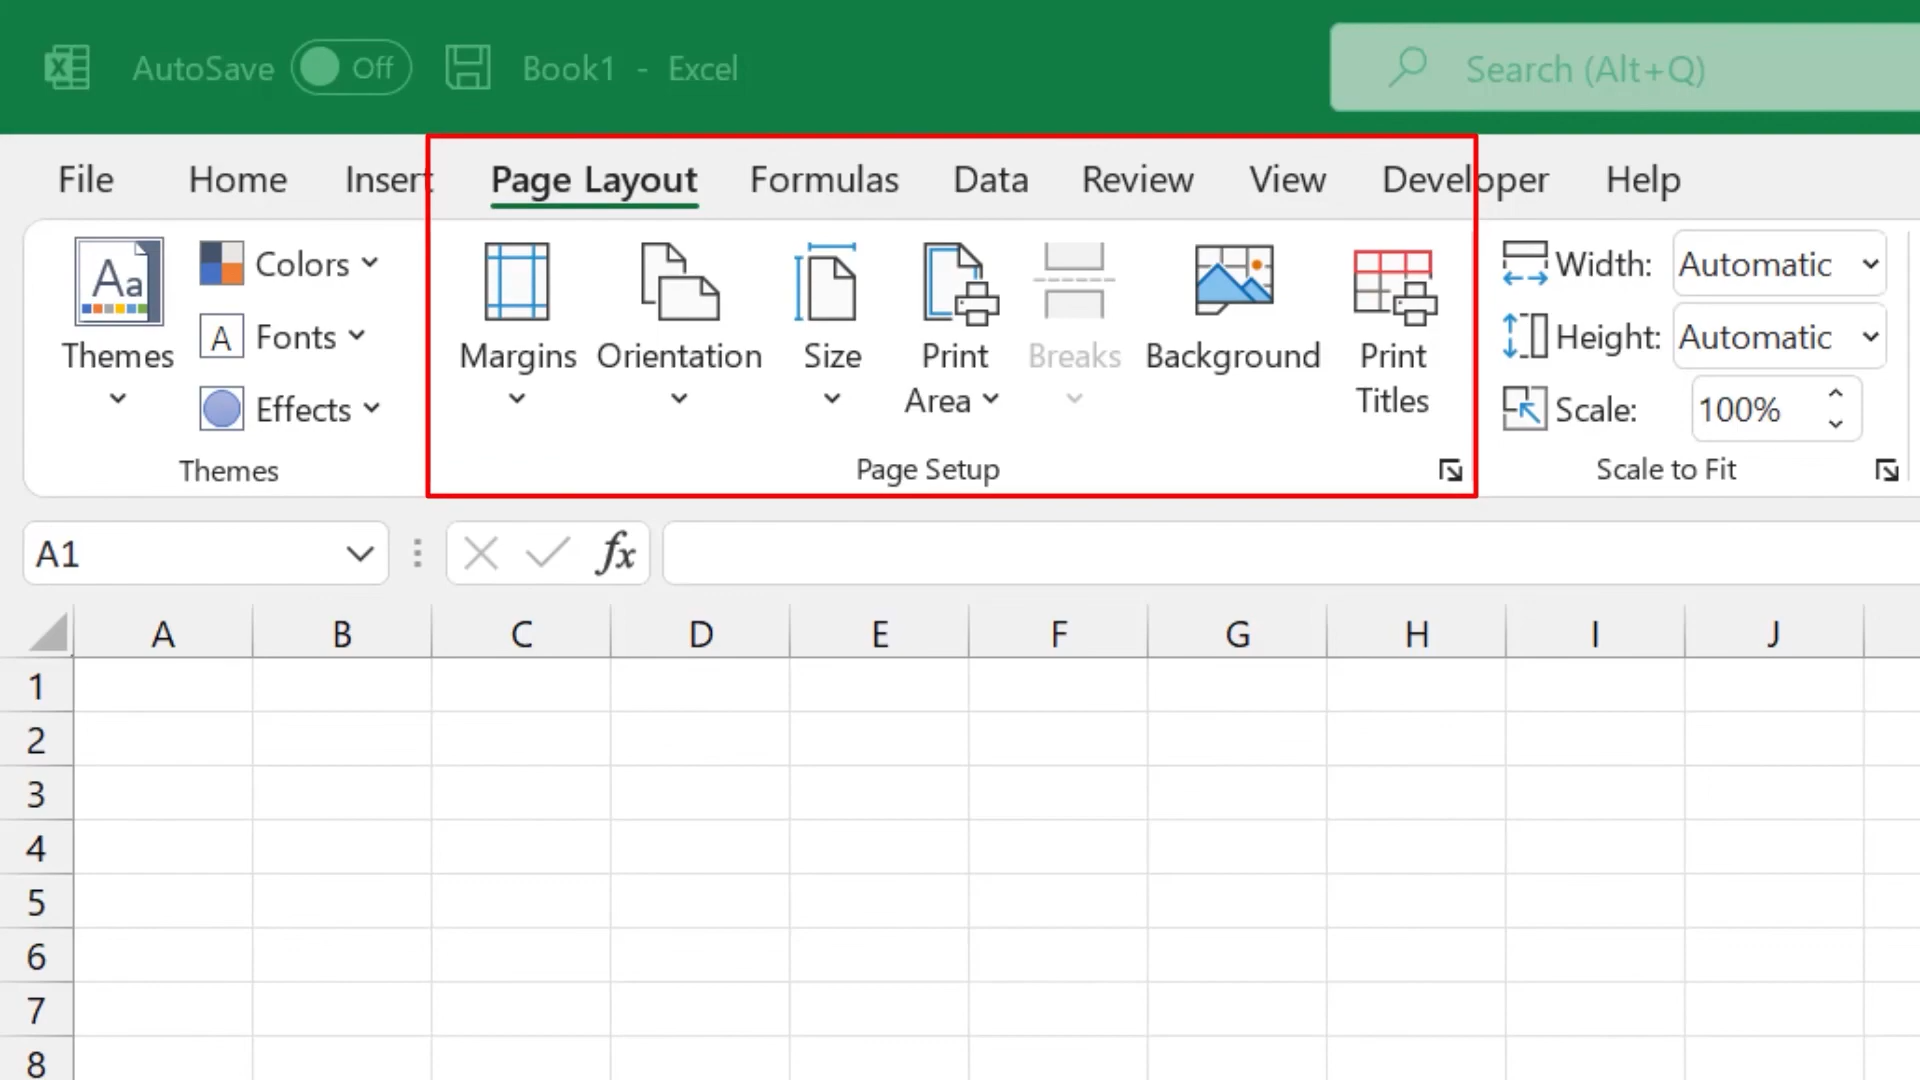 AutoSave Off Book1 - Excel Search (Alt+Q)
File Home Insert Page Layout Formulas Data Review View Developer Help
Aa
Themes
Colors
A Fonts
Effects
Themes
Margins Orientation Size Print Area Breaks Background Print Titles
Page Setup
Width: Automatic
Height: Automatic
Scale: 100%
Scale to Fit
A1 fx
A B C D E F G H I J
1
2
3
4
5
6
7
8